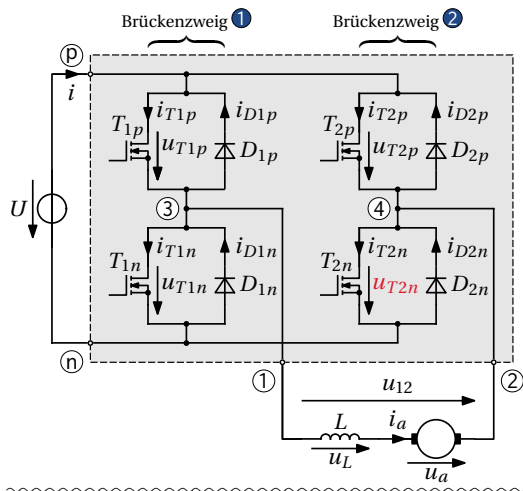 Brückenzweig 1 Brückenzweig 2
p
i
iT1p iD1p iT2p iD2p
T1p uT1p D1p T2p uT2p D2p
3 4
U
iT1n iD1n iT2n iD2n
T1n uT1n D1n T2n uT2n D2n
n
1 2
u12
L ia
uL ua